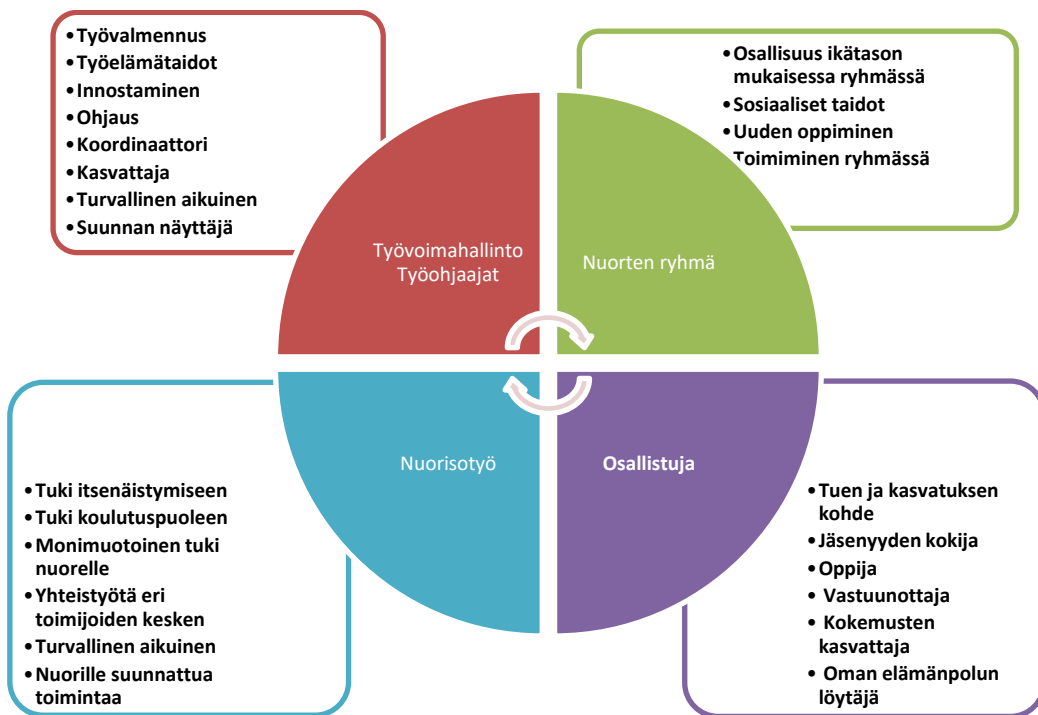 •Työvalmennus
•Työelämätaidot
•Innostaminen
•Ohjaus
•Koordinaattori
•Kasvattaja
•Turvallinen aikuinen
•Suunnan näyttäjä
•Osallisuus ikätason
mukaisessa ryhmässä
•Sosiaaliset taidot
•Uuden oppiminen
•Toimiminen ryhmässä
Työvoimahallinto
Työohjaajat
Nuorten ryhmä
Nuorisotyö
Osallistuja
•Tuki itsenäistymiseen
•Tuki koulutuspuoleen
•Monimuotoinen tuki
nuorelle
•Yhteistyötä eri
toimijoiden kesken
•Turvallinen aikuinen
•Nuorille suunnattua
toimintaa
•Tuen ja kasvatuksen
kohde
•Jäsenyyden kokija
•Oppija
• Vastuunottaja
• Kokemusten
kasvattaja
• Oman elämänpolun
löytäjä